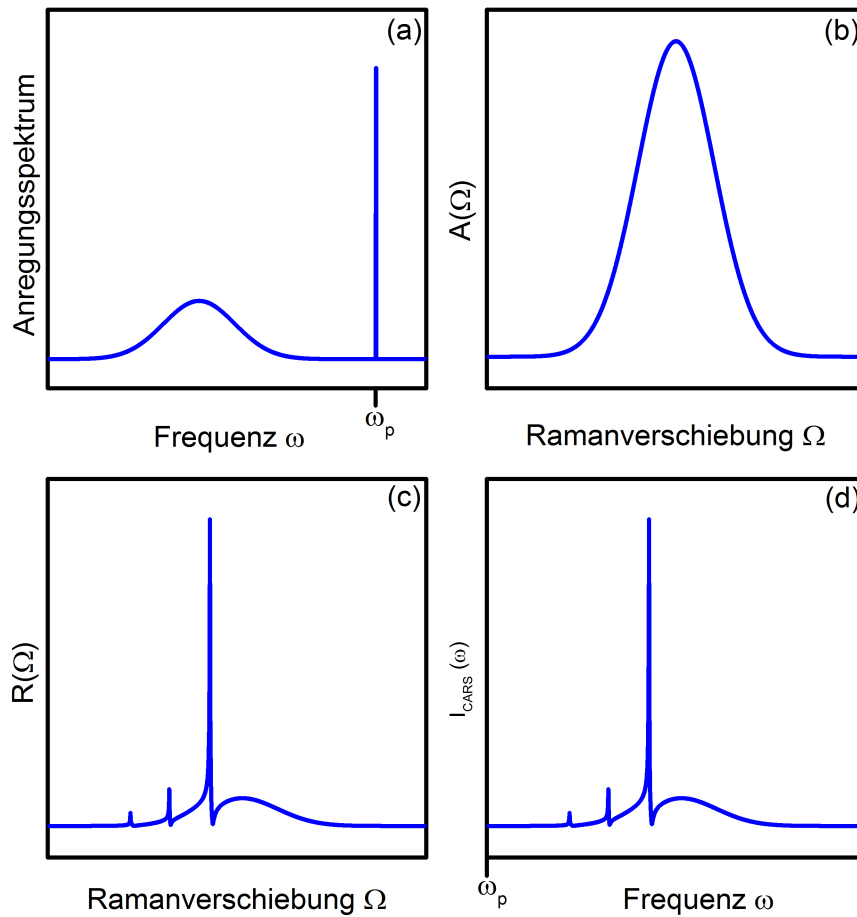 (a)
Anregungsspektrum
Frequenz ω
ωp
(b)
A(Ω)
Ramanverschiebung Ω
(c)
R(Ω)
Ramanverschiebung Ω
(d)
ICARS (ω)
ωp
Frequenz ω